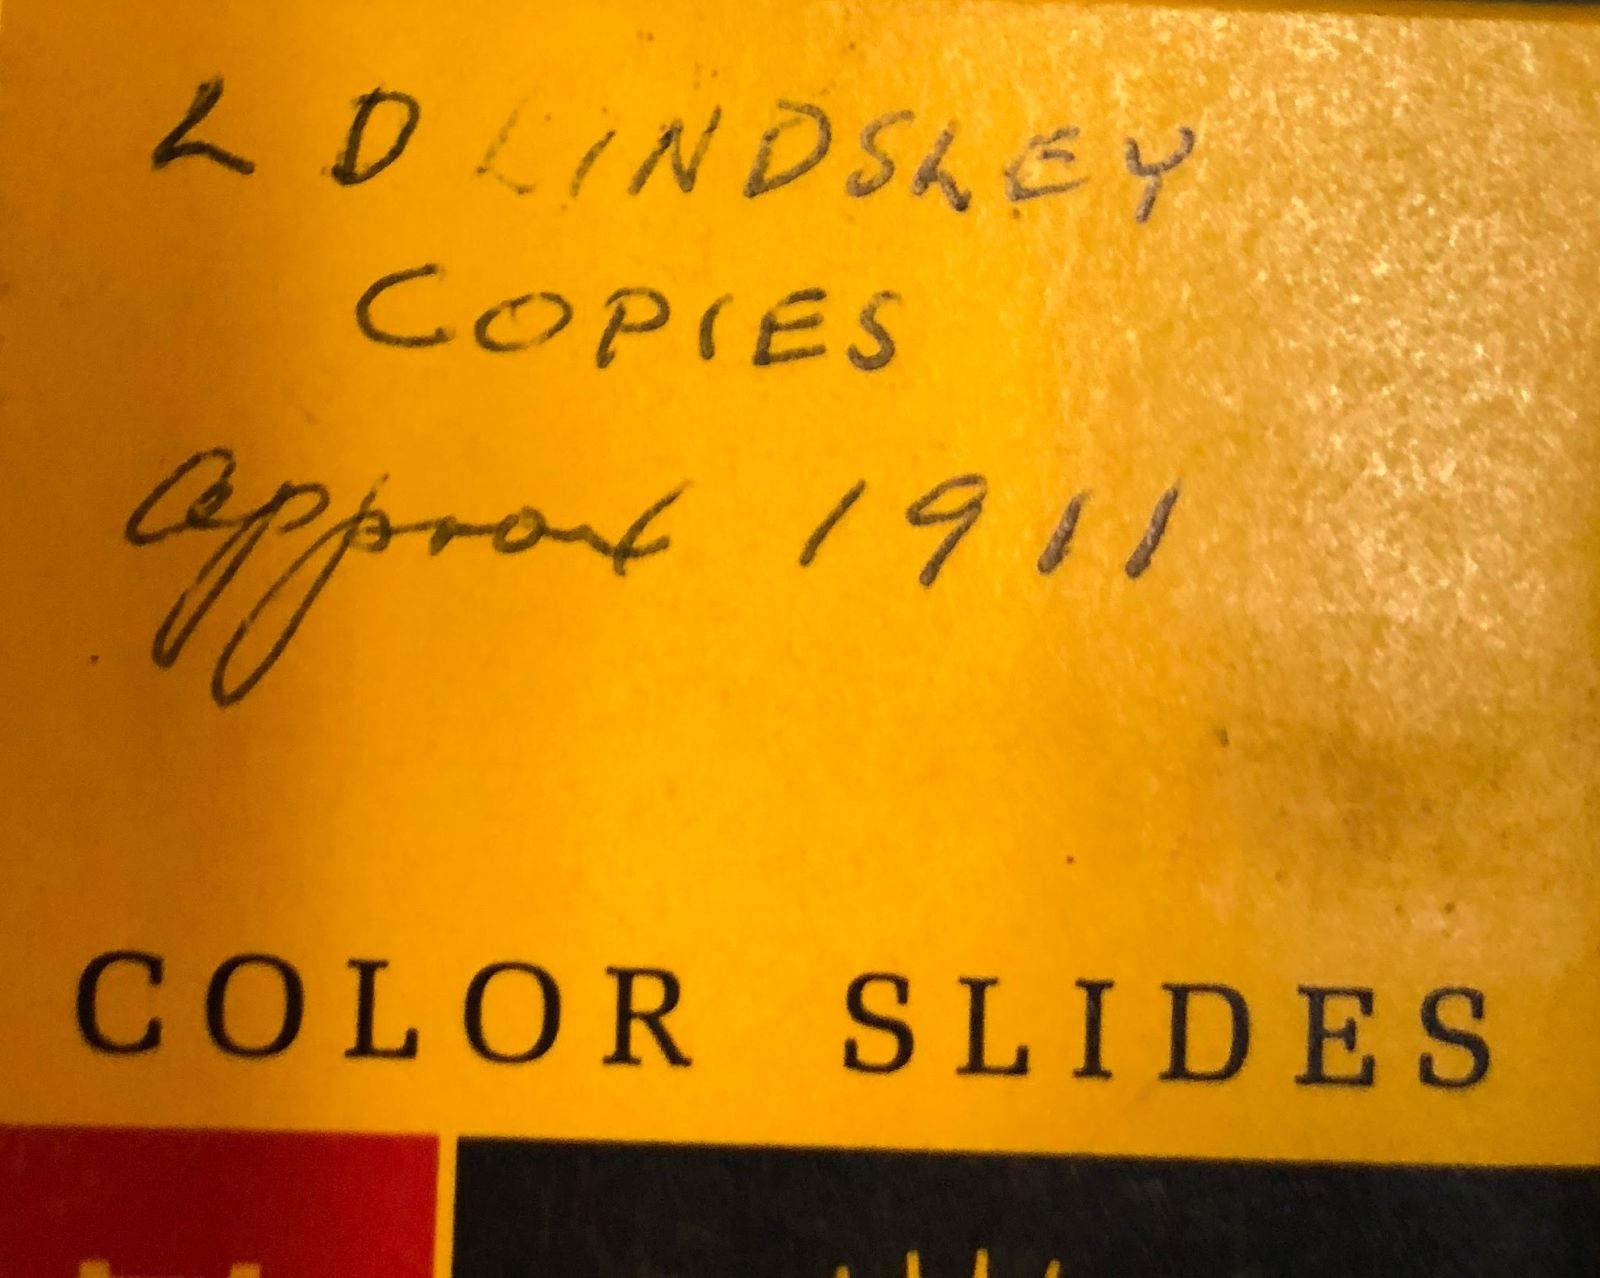 L D LINDSLEY
COPIES
approx 1911
COLOR SLIDES